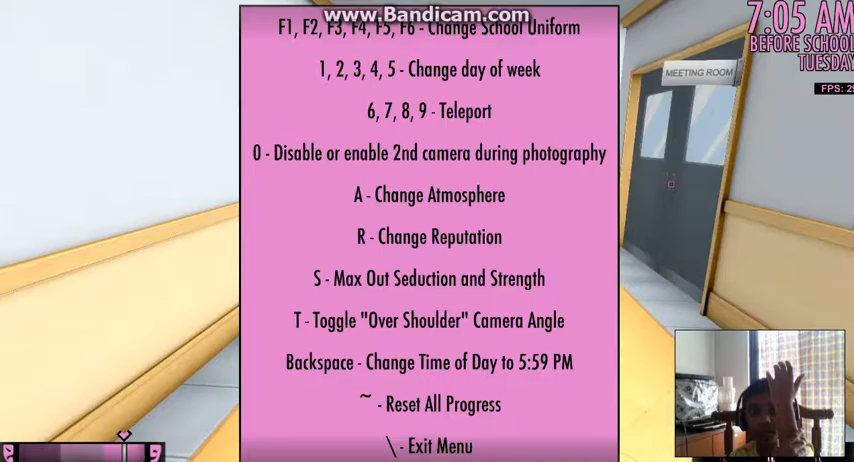 www.Bandicam.com
F1, F2, F3, F4, F5, F6 - Change School Uniform
7:05 AM
BEFORE SCHOOL
TUESDAY
1, 2, 3, 4, 5 - Change day of week
MEETING ROOM
FPS: 29
6, 7, 8, 9 - Teleport
0 - Disable or enable 2nd camera during photography
A - Change Atmosphere
R - Change Reputation
S - Max Out Seduction and Strength
T - Toggle "Over Shoulder" Camera Angle
Backspace - Change Time of Day to 5:59 PM
~ - Reset All Progress
\ - Exit Menu